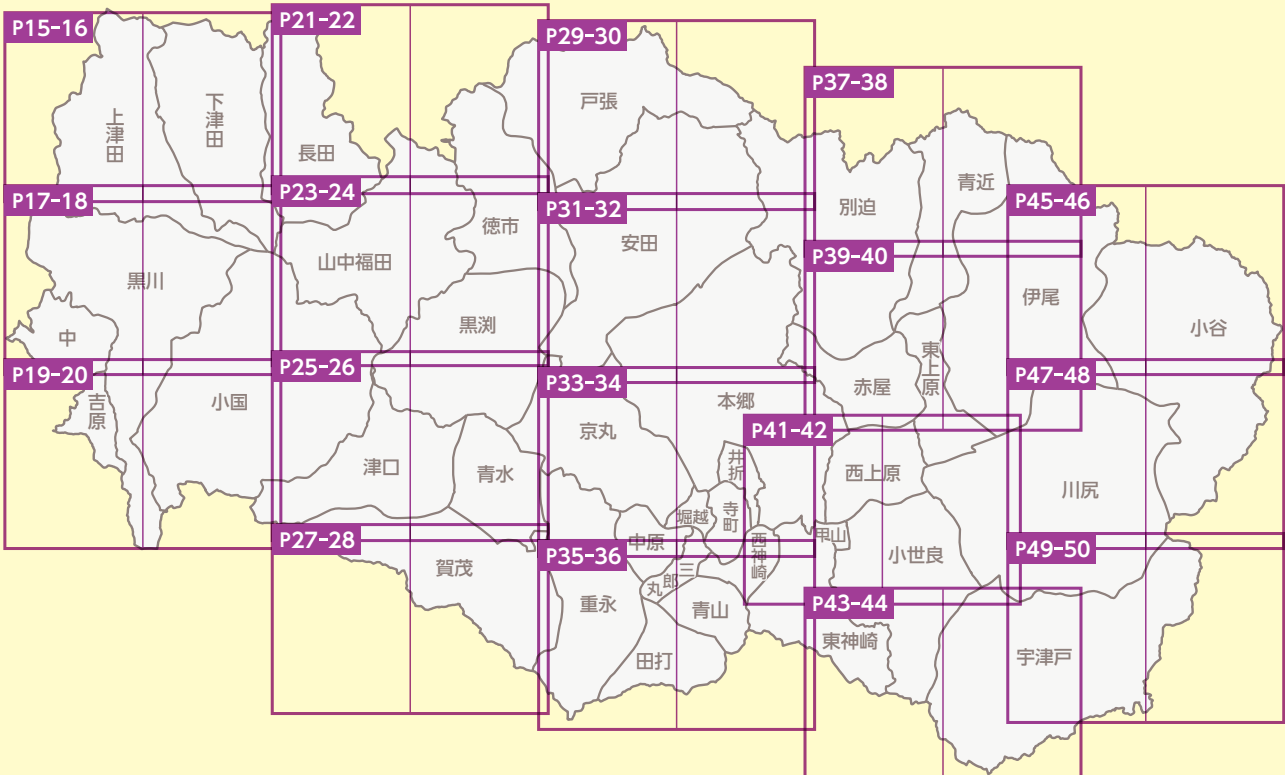 P15-16
P21-22
P29-30
P37-38
上津田
下津田
長田
戸張
青近
P17-18
P23-24
P31-32
別迫
P45-46
徳市
安田
P39-40
山中福田
黒川
黒渕
伊尾
小谷
中
東上原
P19-20
P25-26
P33-34
P47-48
吉原
小国
赤屋
本郷
京丸
P41-42
津口
青水
井折
西上原
川尻
堀越
寺町
中原
西神崎
甲山
小世良
P27-28
P35-36
P49-50
賀茂
三郎丸
重永
青山
P43-44
東神崎
田打
宇津戸